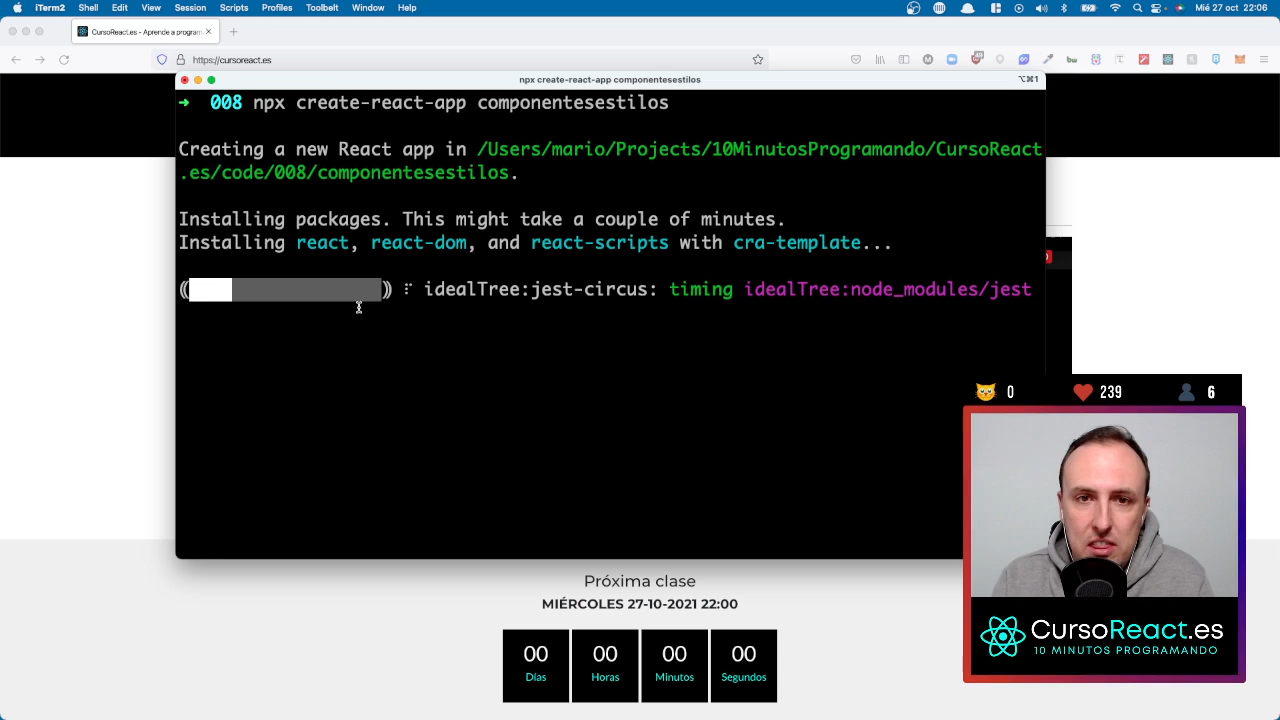 iTerm2 Shell Edit View Session Scripts Profiles Toolbelt Window Help
Mié 27 oct 22:06
CursoReact.es - Aprende a program
https://cursoreact.es
npx create-react-app componentesestilos
⌥⌘1
➜ 008 npx create-react-app componentesestilos
Creating a new React app in /Users/mario/Projects/10MinutosProgramando/CursoReact
.es/code/008/componentesestilos.
Installing packages. This might take a couple of minutes.
Installing react, react-dom, and react-scripts with cra-template...
idealTree:jest-circus: timing idealTree:node_modules/jest
0 239 6
CursoReact.es
10 MINUTOS PROGRAMANDO
Próxima clase
MIÉRCOLES 27-10-2021 22:00
00 00 00 00
Días Horas Minutos Segundos